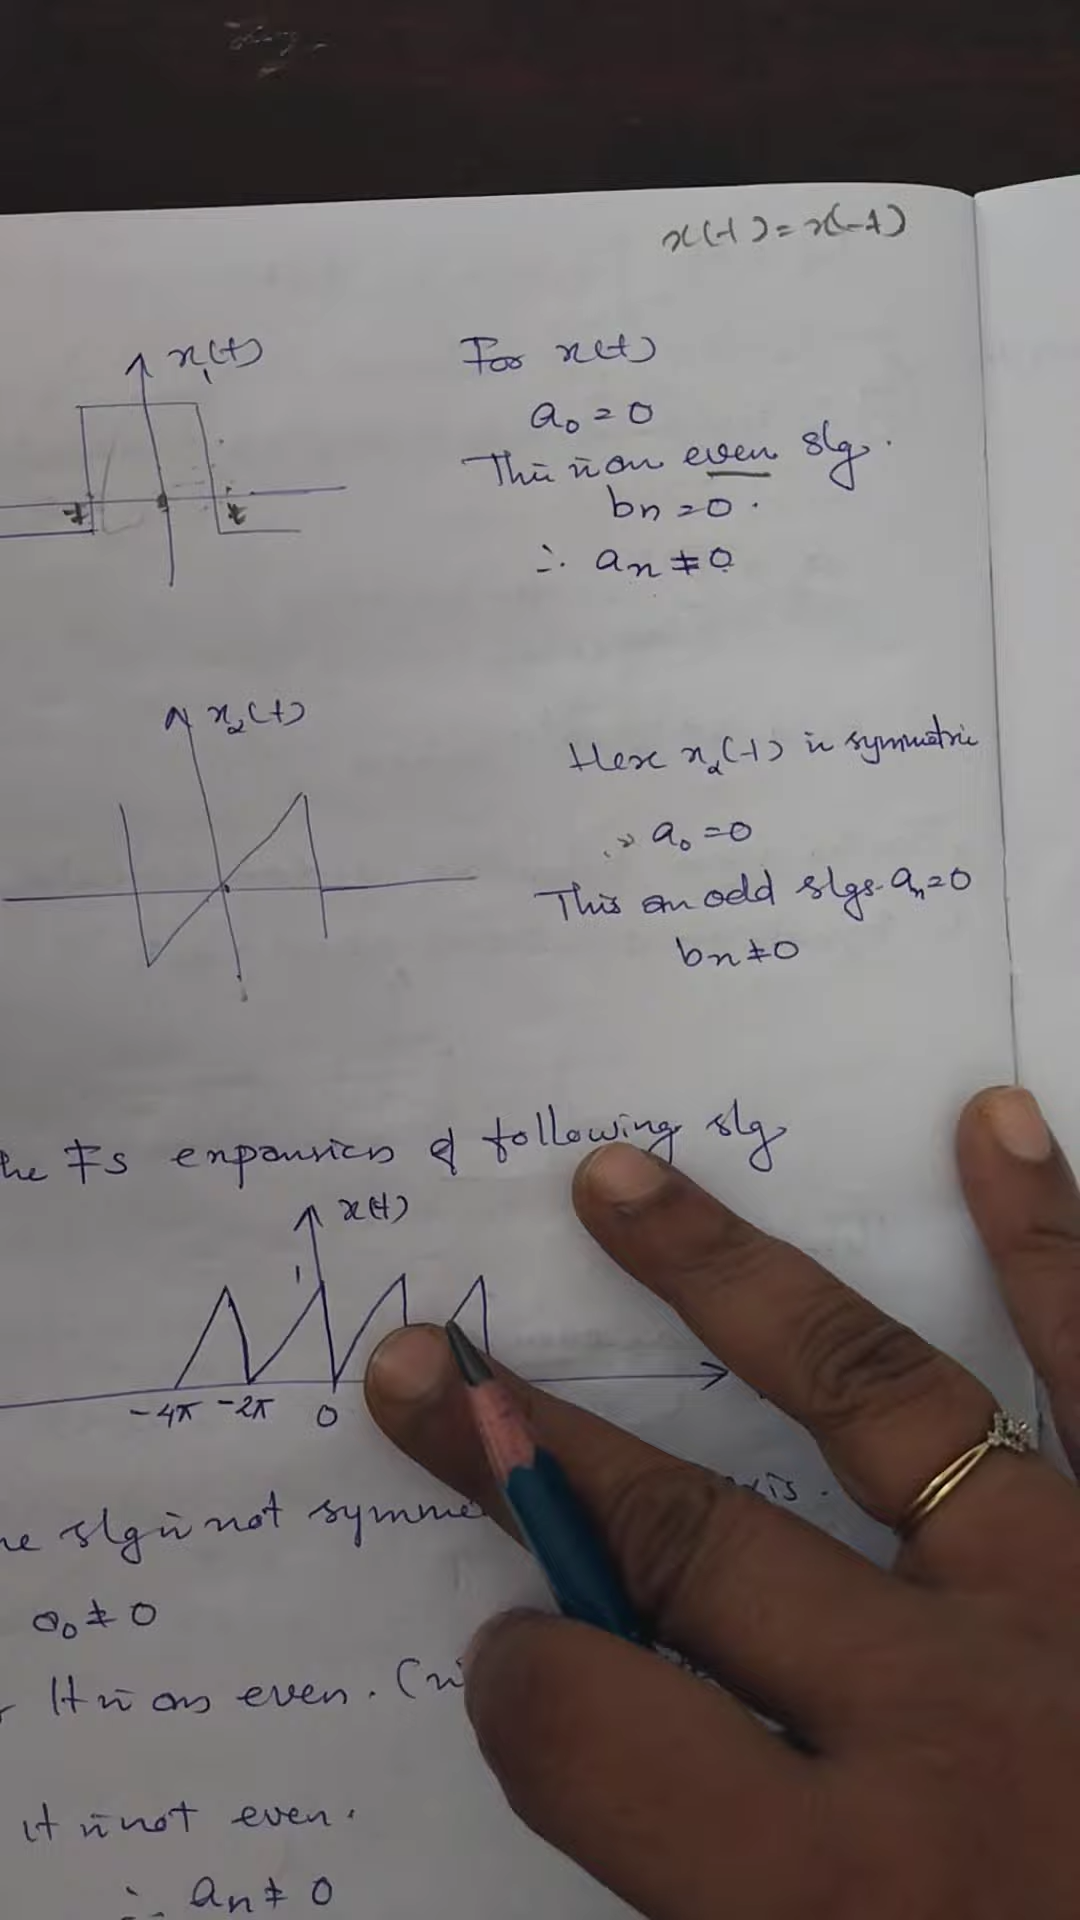 x(t) = x(-t)
x₁(t)
For x(t)
a₀ = 0
This is an even slg.
bn = 0.
∴ an ≠ 0
x₂(t)
Here x₂(t) is symmetric
∴ a₀ = 0
This an odd slgs. an = 0
bn ≠ 0
he FS expansion of following slg
x(t)
1
-4π -2π 0
he slg is not symme xis.
a₀ ≠ 0
It is an even. (
it is not even.
∴ an ≠ 0